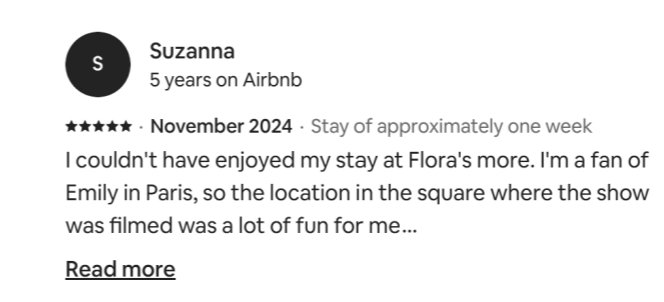 S
Suzanna
5 years on Airbnb
★★★★★ · November 2024 · Stay of approximately one week
I couldn't have enjoyed my stay at Flora's more. I'm a fan of
Emily in Paris, so the location in the square where the show
was filmed was a lot of fun for me...
Read more